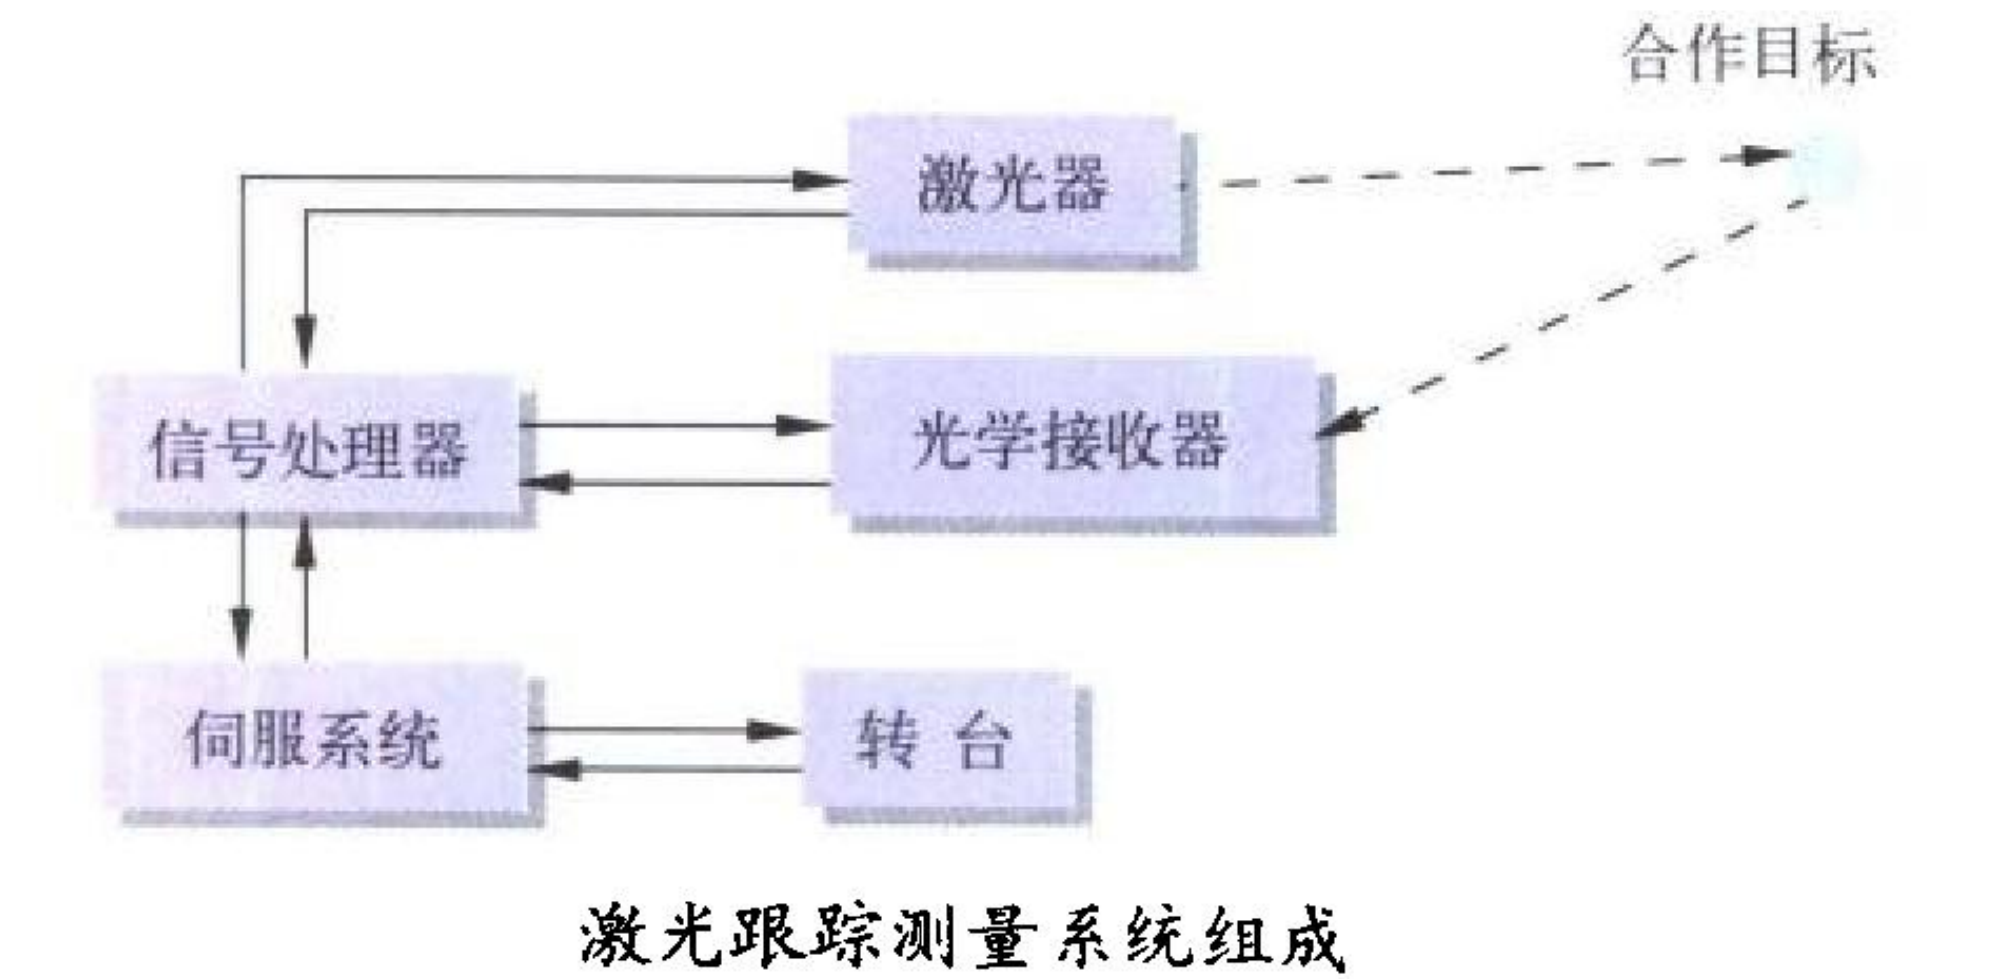 合作目标
激光器
信号处理器
光学接收器
伺服系统
转 台
激光跟踪测量系统组成